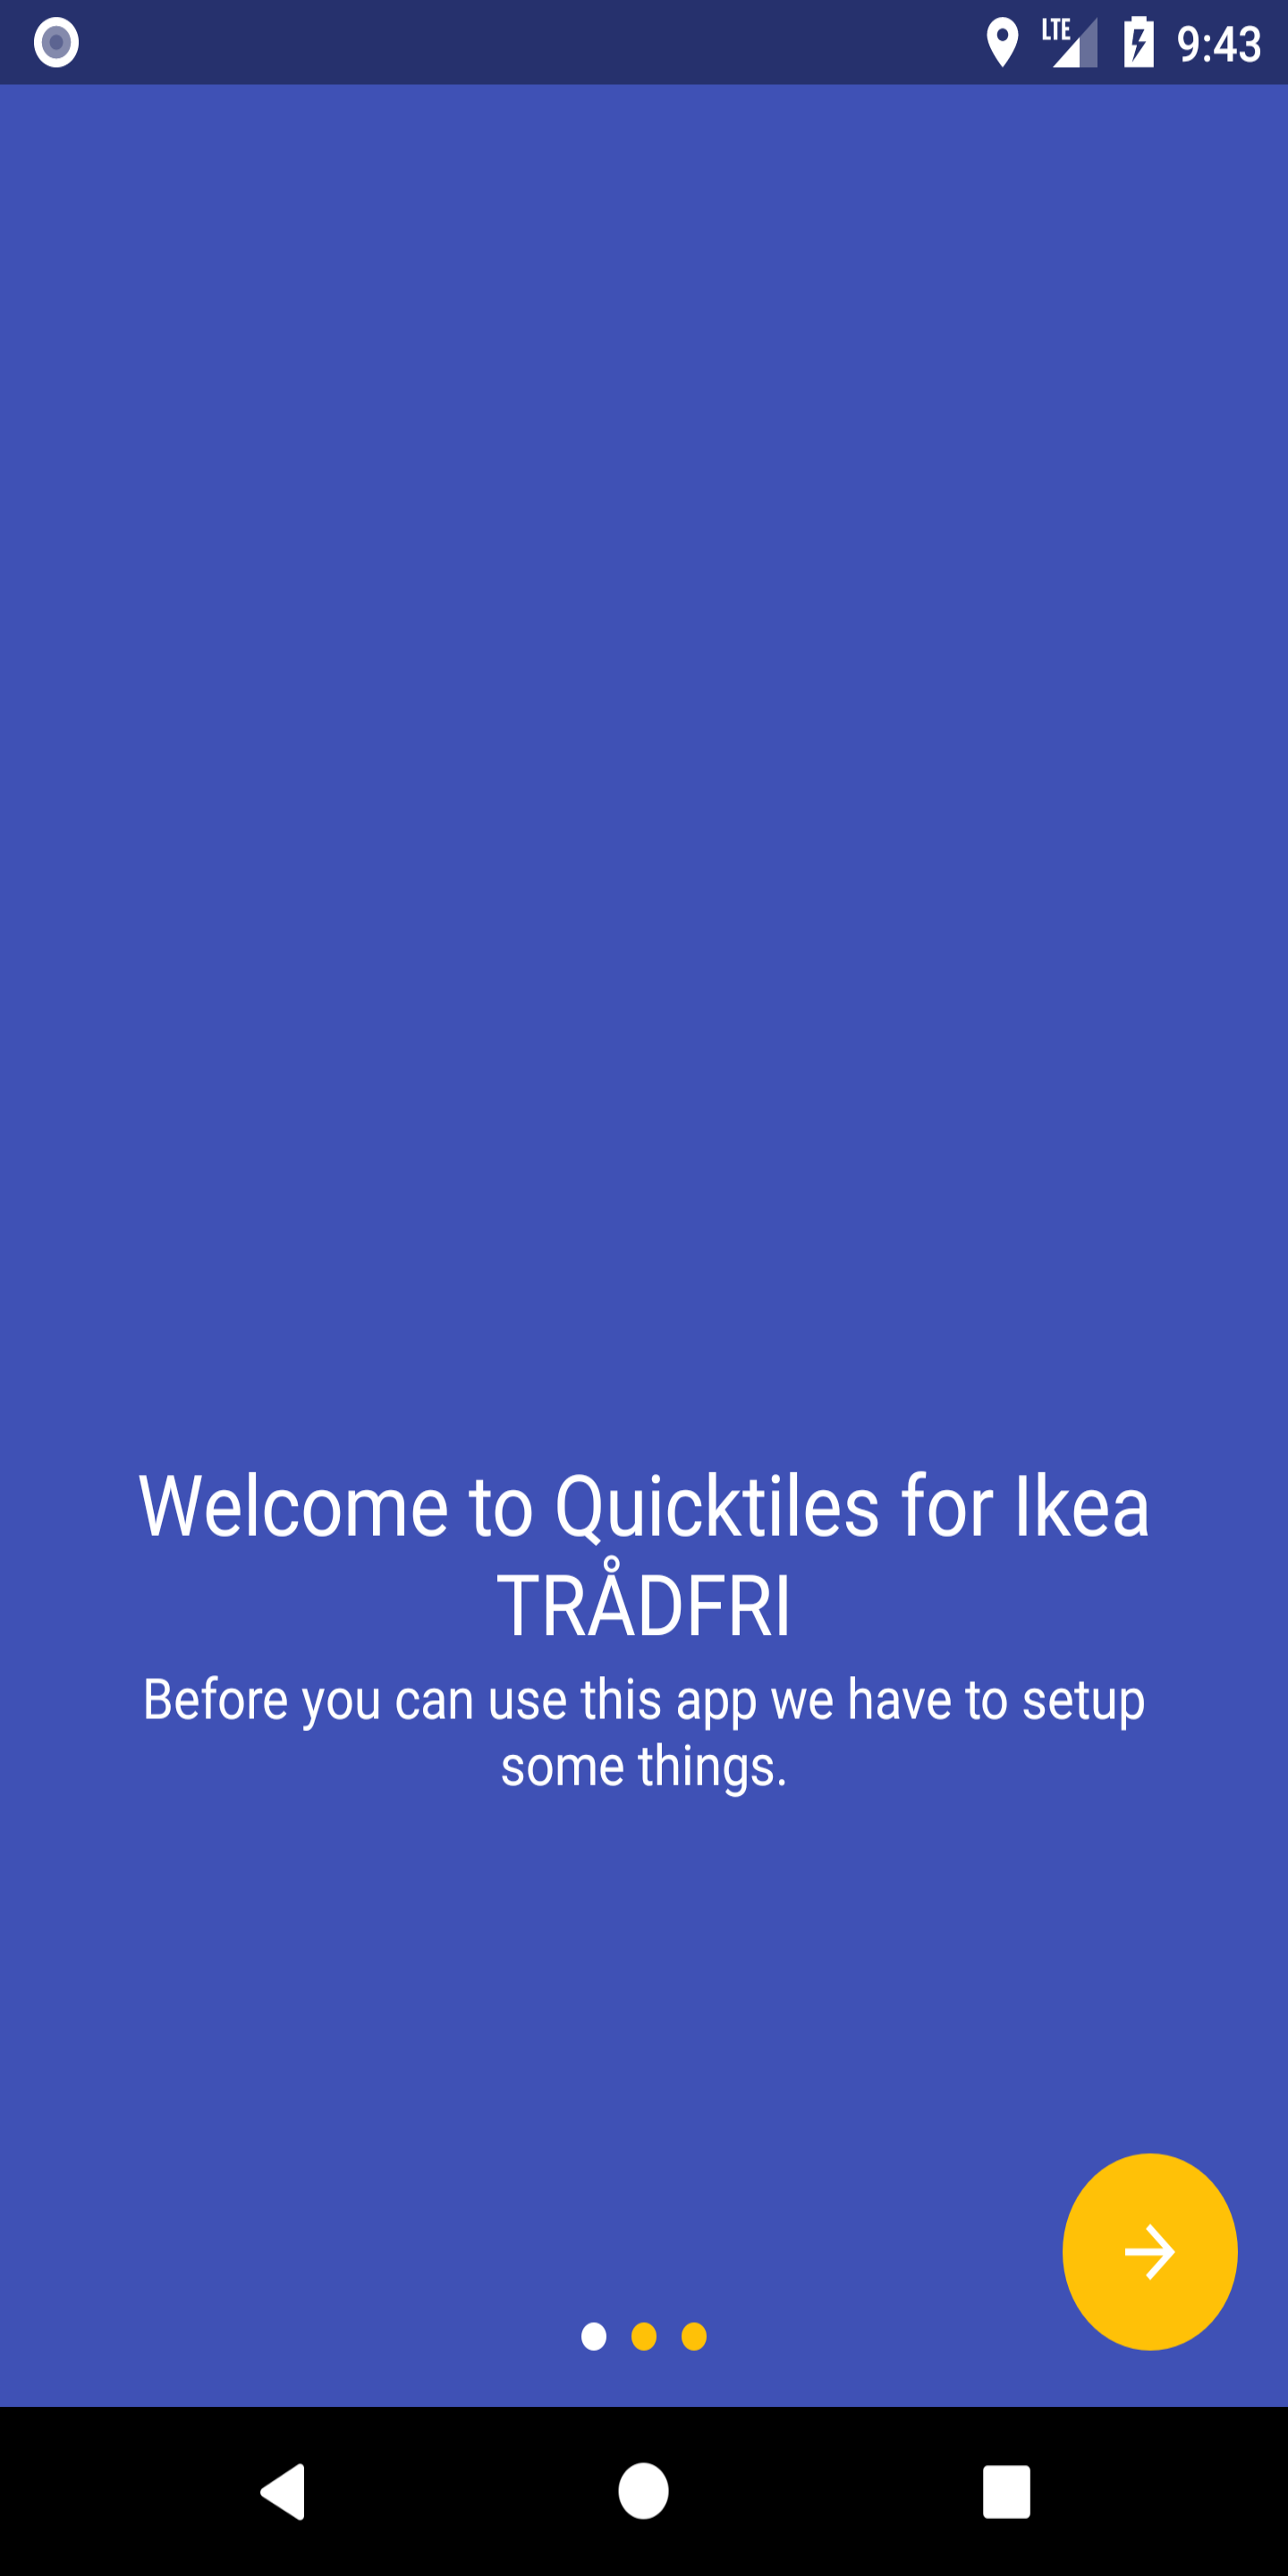 LTE 9:43
Welcome to Quicktiles for Ikea
TRÅDFRI
Before you can use this app we have to setup
some things.